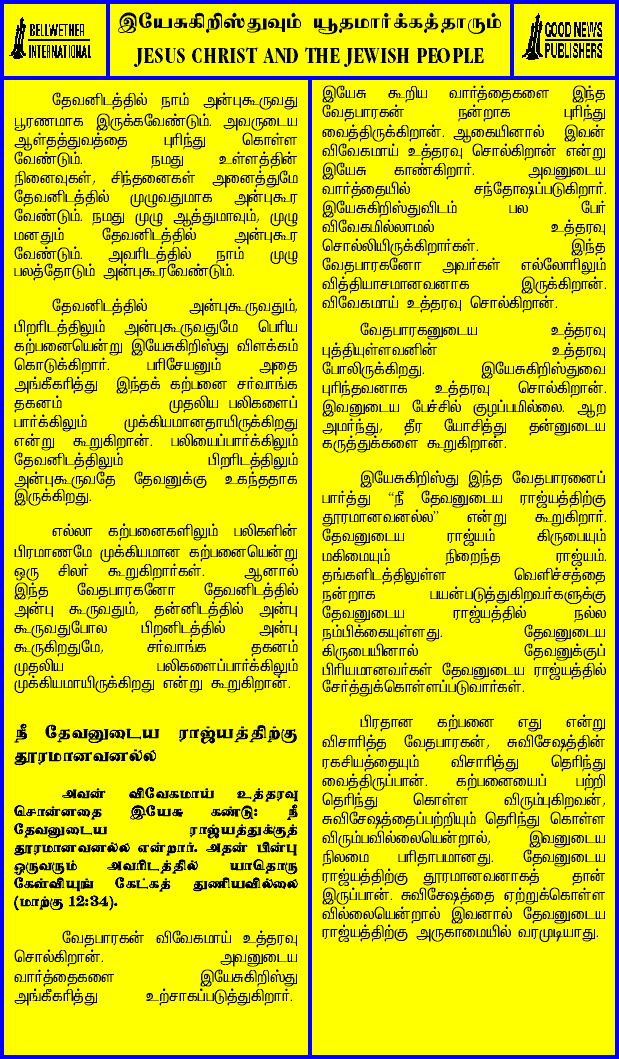 BELLWETHER
INTERNATIONAL
இயேசுகிறிஸ்துவும் யூதமார்க்கத்தாரும்
JESUS CHRIST AND THE JEWISH PEOPLE
GOOD NEWS
PUBLISHERS
தேவனிடத்தில் நாம் அன்புகூருவது
பூரணமாக இருக்கவேண்டும். அவருடைய
ஆள்தத்துவத்தை புரிந்து கொள்ள
வேண்டும். நமது உள்ளத்தின்
நினைவுகள், சிந்தனைகள் அனைத்துமே
தேவனிடத்தில் முழுவதுமாக அன்புகூர
வேண்டும். நமது முழு ஆத்துமாவும், முழு
மனதும் தேவனிடத்தில் அன்புகூர
வேண்டும். அவரிடத்தில் நாம் முழு
பலத்தோடும் அன்புகூரவேண்டும்.
தேவனிடத்தில் அன்புகூருவதும்,
பிறரிடத்திலும் அன்புகூருவதுமே பெரிய
கற்பனையென்று இயேசுகிறிஸ்து விளக்கம்
கொடுக்கிறார். பரிசேயனும் அதை
அங்கீகரித்து இந்தக் கற்பனை சர்வாங்க
தகனம் முதலிய பலிகளைப்
பார்க்கிலும் முக்கியமானதாயிருக்கிறது
என்று கூறுகிறான். பலியைப்பார்க்கிலும்
தேவனிடத்திலும் பிறரிடத்திலும்
அன்புகூருவதே தேவனுக்கு உகந்ததாக
இருக்கிறது.
எல்லா கற்பனைகளிலும் பலிகளின்
பிரமாணமே முக்கியமான கற்பனையென்று
ஒரு சிலர் கூறுகிறார்கள். ஆனால்
இந்த வேதபாரகனோ தேவனிடத்தில்
அன்பு கூருவதும், தன்னிடத்தில் அன்பு
கூருவதுபோல பிறனிடத்தில் அன்பு
கூருகிறதுமே, சர்வாங்க தகனம்
முதலிய பலிகளைப்பார்க்கிலும்
முக்கியமாயிருக்கிறது என்று கூறுகிறான்.
நீ தேவனுடைய ராஜ்யத்திற்கு
தூரமானவனல்ல
அவன் விவேகமாய் உத்தரவு
சொன்னதை இயேசு கண்டு: நீ
தேவனுடைய ராஜ்யத்துக்குத்
தூரமானவனல்ல என்றார். அதன் பின்பு
ஒருவரும் அவரிடத்தில் யாதொரு
கேள்வியுங் கேட்கத் துணியவில்லை
(மாற்கு 12:34).
வேதபாரகன் விவேகமாய் உத்தரவு
சொல்கிறான். அவனுடைய
வார்த்தைகளை இயேசுகிறிஸ்து
அங்கீகரித்து உற்சாகப்படுத்துகிறார்.
இயேசு கூறிய வார்த்தைகளை இந்த
வேதபாரகன் நன்றாக புரிந்து
வைத்திருக்கிறான். ஆகையினால் இவன்
விவேகமாய் உத்தரவு சொல்கிறான் என்று
இயேசு காண்கிறார். அவனுடைய
வார்த்தையில் சந்தோஷப்படுகிறார்.
இயேசுகிறிஸ்துவிடம் பல பேர்
விவேகமில்லாமல் உத்தரவு
சொல்லியிருக்கிறார்கள். இந்த
வேதபாரகனோ அவர்கள் எல்லோரிலும்
வித்தியாசமானவனாக இருக்கிறான்.
விவேகமாய் உத்தரவு சொல்கிறான்.
வேதபாரகனுடைய உத்தரவு
புத்தியுள்ளவனின் உத்தரவு
போலிருக்கிறது. இயேசுகிறிஸ்துவை
புரிந்தவனாக உத்தரவு சொல்கிறான்.
இவனுடைய பேச்சில் குழப்பமில்லை. ஆற
அமர்ந்து, தீர யோசித்து தன்னுடைய
கருத்துக்களை கூறுகிறான்.
இயேசுகிறிஸ்து இந்த வேதபாரனைப்
பார்த்து “நீ தேவனுடைய ராஜ்யத்திற்கு
தூரமானவனல்ல” என்று கூறுகிறார்.
தேவனுடைய ராஜ்யம் கிருபையும்
மகிமையும் நிறைந்த ராஜ்யம்.
தங்களிடத்திலுள்ள வெளிச்சத்தை
நன்றாக பயன்படுத்துகிறவர்களுக்கு
தேவனுடைய ராஜ்யத்தில் நல்ல
நம்பிக்கையுள்ளது. தேவனுடைய
கிருபையினால் தேவனுக்குப்
பிரியமானவர்கள் தேவனுடைய ராஜ்யத்தில்
சேர்த்துக்கொள்ளப்படுவார்கள்.
பிரதான கற்பனை எது என்று
விசாரித்த வேதபாரகன், சுவிசேஷத்தின்
ரகசியத்தையும் விசாரித்து தெரிந்து
வைத்திருப்பான். கற்பனையைப் பற்றி
தெரிந்து கொள்ள விரும்புகிறவன்,
சுவிசேஷத்தைப்பற்றியும் தெரிந்து கொள்ள
விரும்பவில்லையென்றால், இவனுடைய
நிலமை பரிதாபமானது. தேவனுடைய
ராஜ்யத்திற்கு தூரமானவனாகத் தான்
இருப்பான். சுவிசேஷத்தை ஏற்றுக்கொள்ள
வில்லையென்றால் இவனால் தேவனுடைய
ராஜ்யத்திற்கு அருகாமையில் வரமுடியாது.